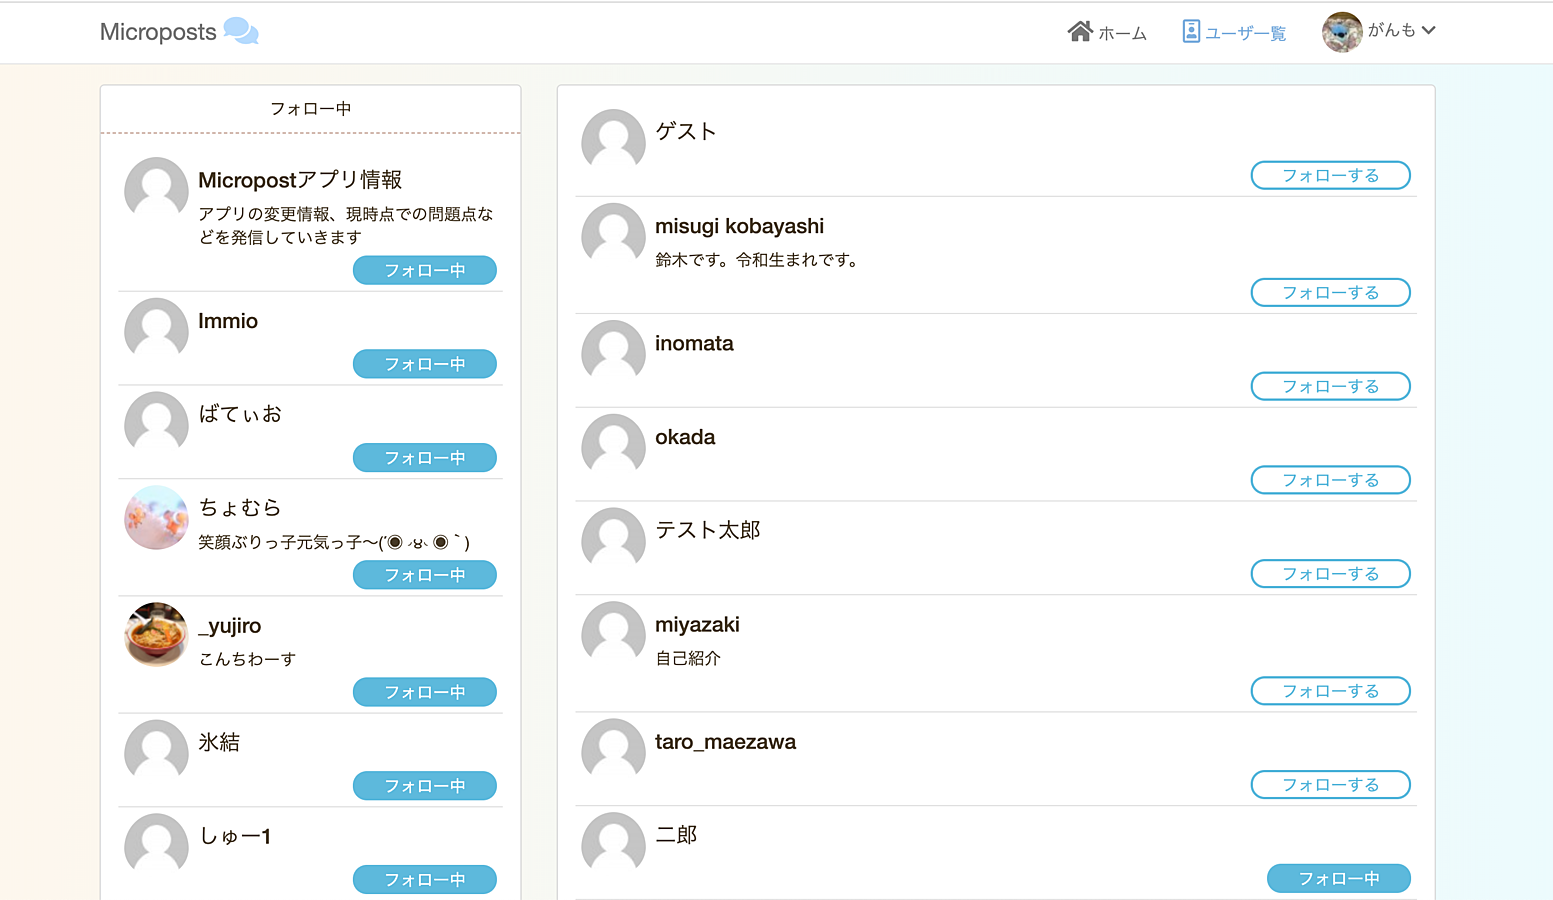 Microposts
ホーム
ユーザ一覧
がんも
フォロー中
Micropostアプリ情報
アプリの変更情報、現時点での問題点な
どを発信していきます
フォロー中
Immio
フォロー中
ばてぃお
フォロー中
ちょむら
笑顔ぶりっ子元気っ子〜(´◉ ˕◉｀)
フォロー中
_yujiro
こんちわーす
フォロー中
氷結
フォロー中
しゅー1
フォロー中
ゲスト
フォローする
misugi kobayashi
鈴木です。令和生まれです。
フォローする
inomata
フォローする
okada
フォローする
テスト太郎
フォローする
miyazaki
自己紹介
フォローする
taro_maezawa
フォローする
二郎
フォロー中